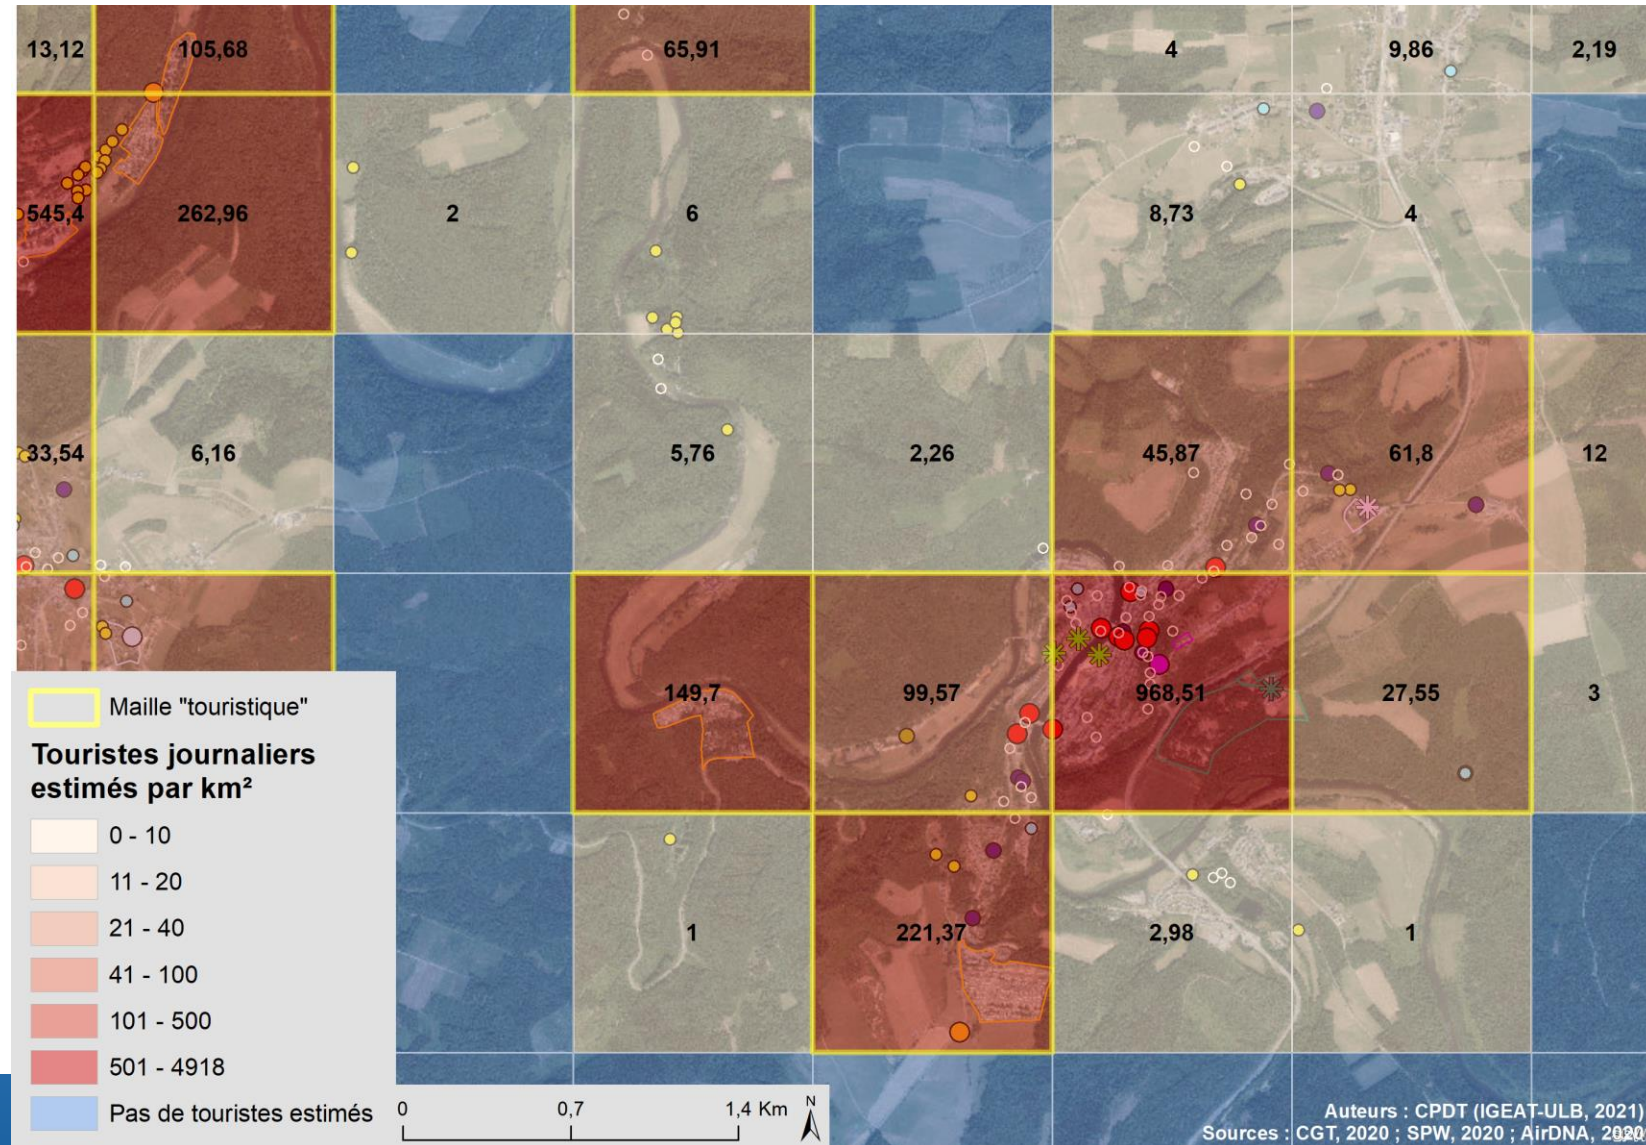 13,12 105,68 65,91 4 9,86 2,19
545,4 262,96 2 6 8,73 4
33,54 6,16 5,76 2,26 45,87 61,8 12
149,7 99,57 968,51 27,55 3
1 221,37 2,98 1
Maille "touristique"
Touristes journaliers
estimés par km²
0 - 10
11 - 20
21 - 40
41 - 100
101 - 500
501 - 4918
Pas de touristes estimés
0 0,7 1,4 Km N
Auteurs : CPDT (IGEAT-ULB, 2021)
Sources : CGT, 2020 ; SPW, 2020 ; AirDNA, 2020